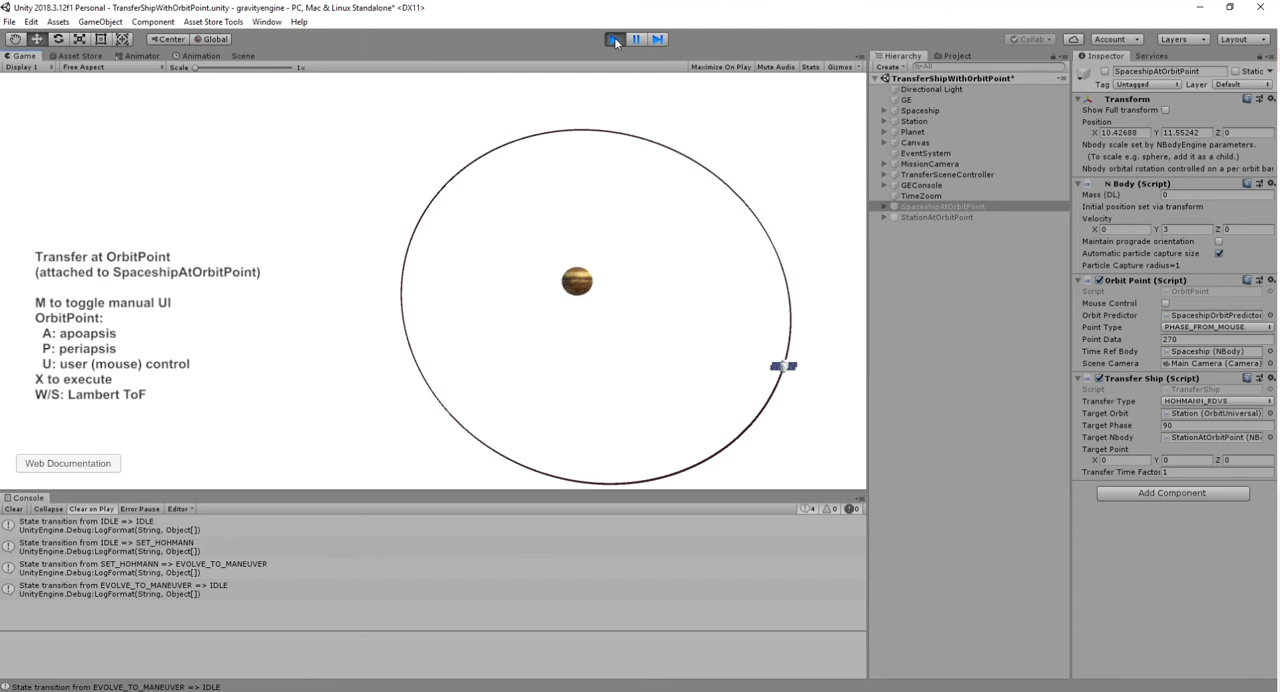 Unity 2018.3.12f1 Personal - TransferShipWithOrbitPoint.unity - gravityengine - PC, Mac & Linux Standalone* <DX11>
File Edit Assets GameObject Component Asset Store Tools Window Help
Center Global Collab Account Layers Layout
Game Asset Store Animator Animation Scene
Display 1 Free Aspect Scale 1x Maximize On Play Mute Audio Stats Gizmos
Transfer at OrbitPoint
(attached to SpaceshipAtOrbitPoint)
M to toggle manual UI
OrbitPoint:
A: apoapsis
P: periapsis
U: user (mouse) control
X to execute
W/S: Lambert ToF
Web Documentation
Console
Clear Collapse Clear on Play Error Pause Editor 4 0 0
State transition from IDLE => IDLE
UnityEngine.Debug:LogFormat(String, Object[])
State transition from IDLE => SET_HOHMANN
UnityEngine.Debug:LogFormat(String, Object[])
State transition from SET_HOHMANN => EVOLVE_TO_MANEUVER
UnityEngine.Debug:LogFormat(String, Object[])
State transition from EVOLVE_TO_MANEUVER => IDLE
UnityEngine.Debug:LogFormat(String, Object[])
State transition from EVOLVE_TO_MANEUVER => IDLE
Hierarchy Project
Create All
TransferShipWithOrbitPoint*
Directional Light
GE
Spaceship
Station
Planet
Canvas
EventSystem
MissionCamera
TransferSceneController
GEConsole
TimeZoom
SpaceshipAtOrbitPoint
StationAtOrbitPoint
Inspector Services
SpaceshipAtOrbitPoint Static
Tag Untagged Layer Default
Transform
Show Full transform
Position
X 10.42688 Y 11.55242 Z 0
Nbody scale set by NBodyEngine parameters.
(To scale e.g. sphere, add it as a child.)
Nbody orbital rotation controlled on a per orbit ba
N Body (Script)
Mass (DL) 0
Initial position set via transform
Velocity
X 0 Y 3 Z 0
Maintain prograde orientation
Automatic particle capture size
Particle Capture radius=1
Orbit Point (Script)
Script OrbitPoint
Mouse Control
Orbit Predictor SpaceshipOrbitPredictor
Point Type PHASE_FROM_MOUSE
Point Data 270
Time Ref Body Spaceship (NBody)
Scene Camera Main Camera (Camera)
Transfer Ship (Script)
Script TransferShip
Transfer Type HOHMANN_RDVS
Target Orbit Station (OrbitUniversal)
Target Phase 90
Target Nbody StationAtOrbitPoint (NB
Target Point
X 0 Y 0 Z 0
Transfer Time Factor 1
Add Component